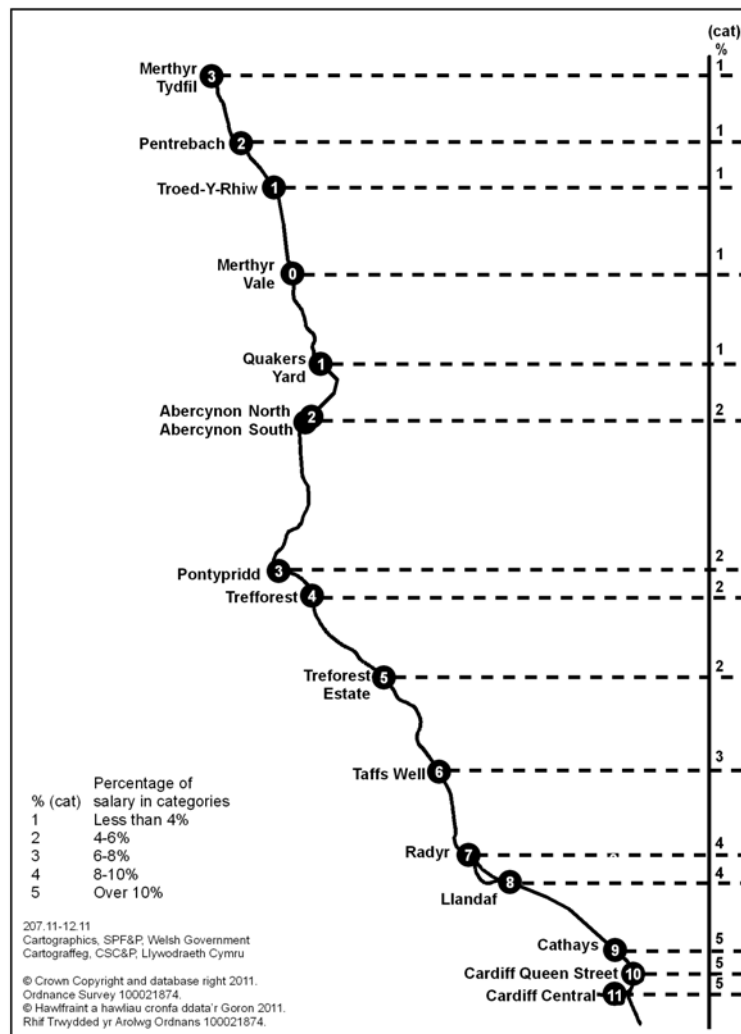 (cat)
%
Merthyr
Tydfil
3
1
Pentrebach
2
1
Troed-Y-Rhiw
1
1
Merthyr
Vale
0
1
Quakers
Yard
1
1
Abercynon North
Abercynon South
2
2
Pontypridd
3
2
Trefforest
4
2
Treforest
Estate
5
2
Taffs Well
6
3
Radyr
7
4
Llandaf
8
4
Cathays
9
5
Cardiff Queen Street
10
5
Cardiff Central
11
5
Percentage of
% (cat) salary in categories
1 Less than 4%
2 4-6%
3 6-8%
4 8-10%
5 Over 10%
207.11-12.11
Cartographics, SPF&P, Welsh Government
Cartograffeg, CSC&P, Llywodraeth Cymru
© Crown Copyright and database right 2011.
Ordnance Survey 100021874.
© Hawlfraint a hawliau cronfa ddata'r Goron 2011.
Rhif Trwydded yr Arolwg Ordnans 100021874.